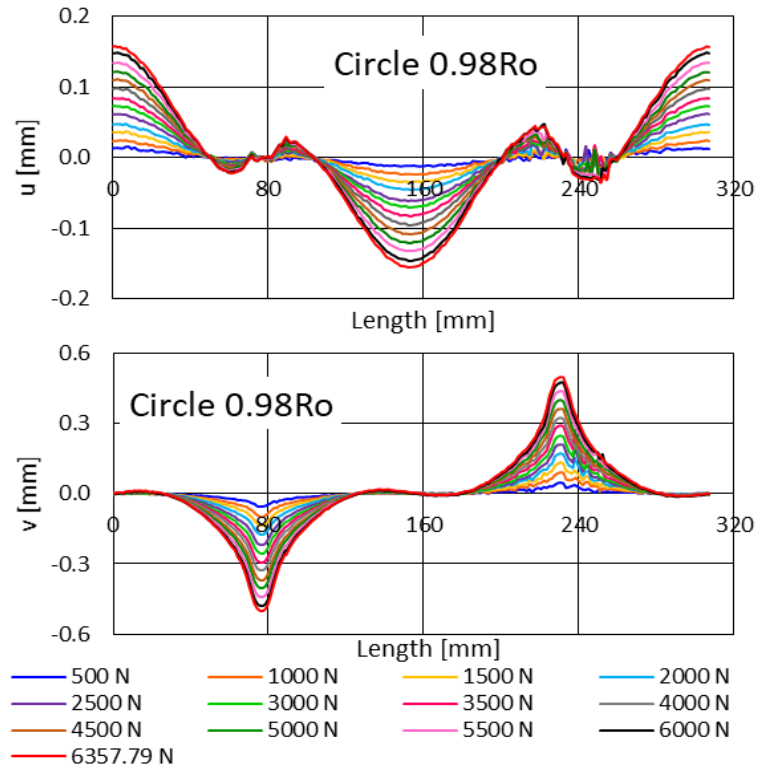 0.2
Circle 0.98Ro
0.1
u [mm]
0.0
0 80 160 240 320
-0.1
-0.2
Length [mm]
0.6
Circle 0.98Ro
0.3
v [mm]
0.0
0 80 160 240 320
-0.3
-0.6
Length [mm]
500 N 1000 N 1500 N 2000 N
2500 N 3000 N 3500 N 4000 N
4500 N 5000 N 5500 N 6000 N
6357.79 N